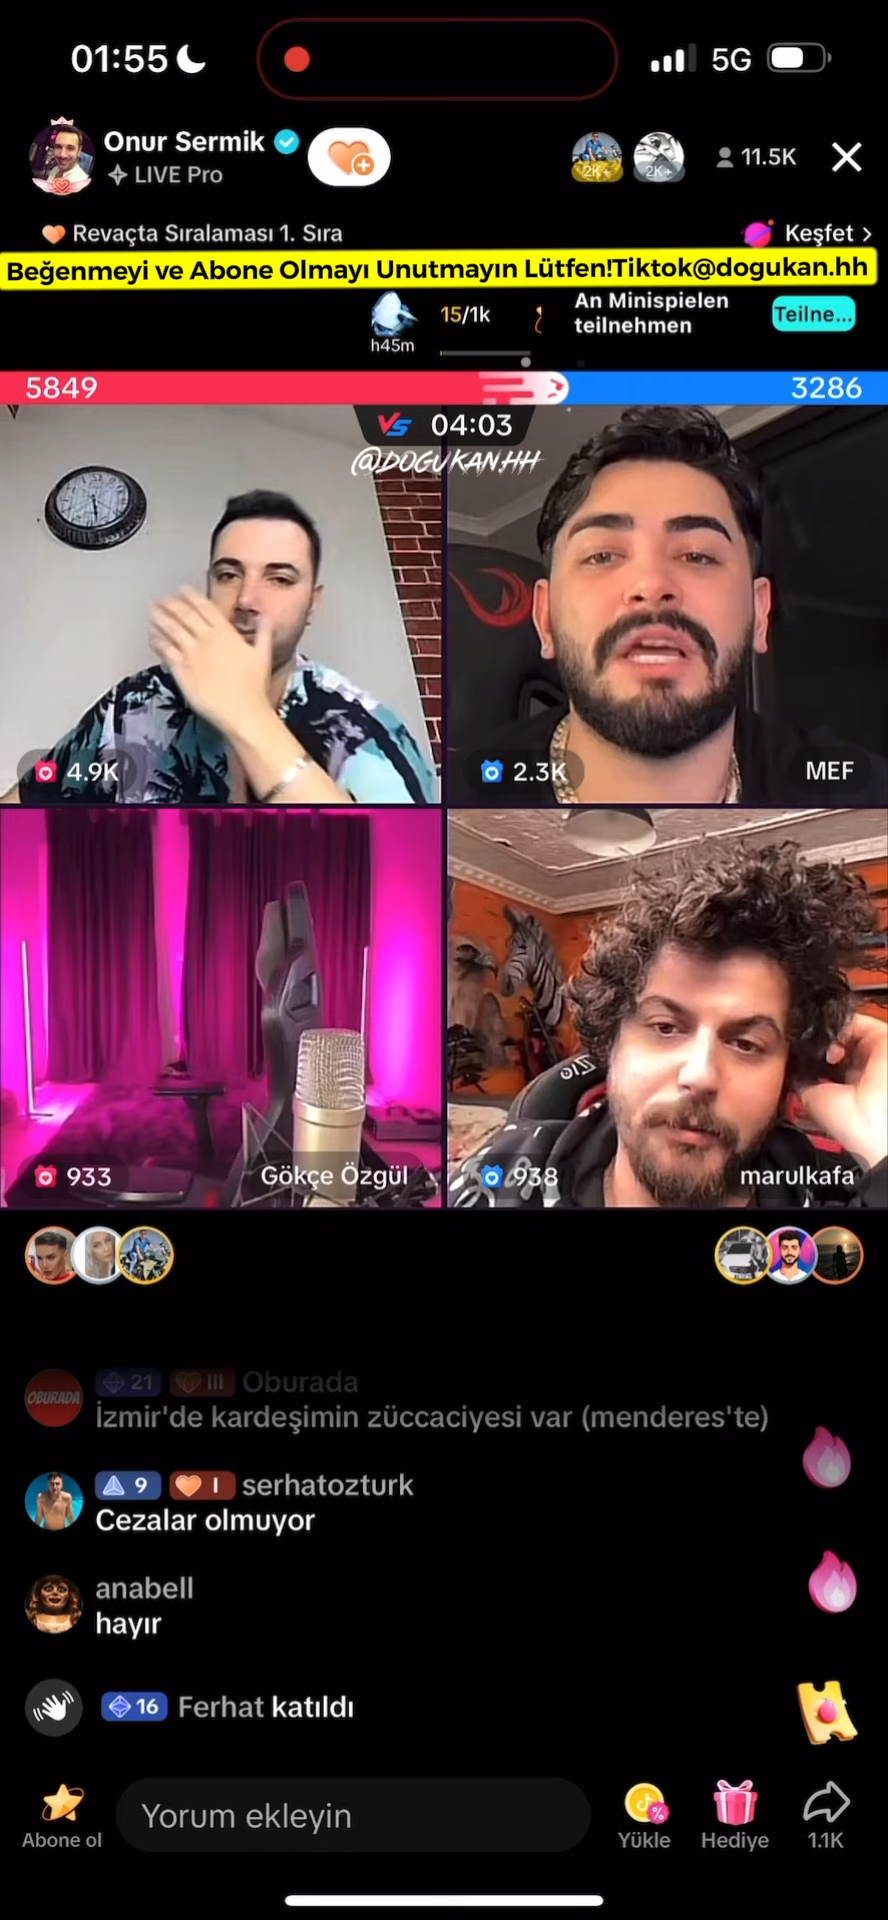 01:55
5G
Onur Sermik
LIVE Pro
2K+
2K+
11.5K
Revaçta Sıralaması 1. Sıra
Keşfet >
Beğenmeyi ve Abone Olmayı Unutmayın Lütfen!Tiktok@dogukan.hh
h45m
15/1k
An Minispielen
teilnehmen
Teilne...
5849
3286
VS 04:03
@DOGUKAN.HH
4.9K
2.3K
MEF
933
Gökçe Özgül
938
marulkafa
OBURADA
21 III Oburada
İzmir'de kardeşimin züccaciyesi var (menderes'te)
9 I serhatozturk
Cezalar olmuyor
anabell
hayır
16 Ferhat katıldı
Abone ol
Yorum ekleyin
Yükle
Hediye
1.1K